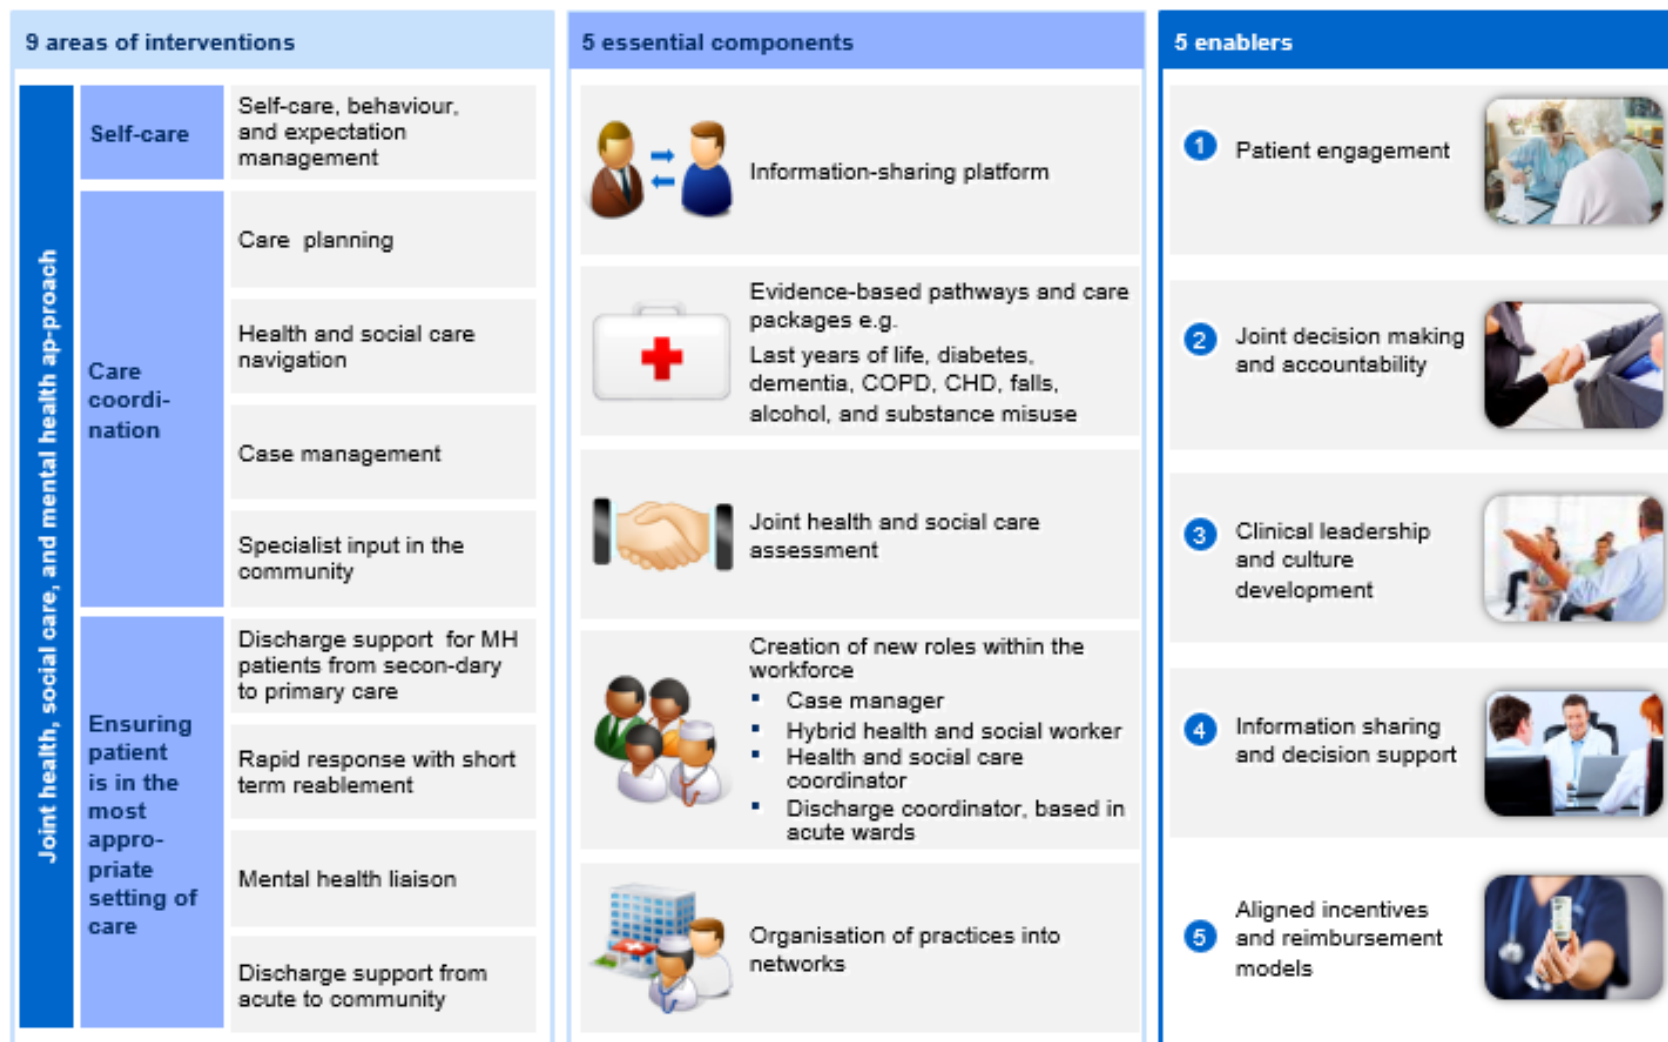 9 areas of interventions
Joint health, social care, and mental health ap-proach
Self-care
Self-care, behaviour,
and expectation
management
Care
coordi-
nation
Care planning
Health and social care
navigation
Case management
Specialist input in the
community
Ensuring
patient
is in the
most
appro-
priate
setting of
care
Discharge support for MH
patients from secon-dary
to primary care
Rapid response with short
term reablement
Mental health liaison
Discharge support from
acute to community
5 essential components
Information-sharing platform
Evidence-based pathways and care
packages e.g.
Last years of life, diabetes,
dementia, COPD, CHD, falls,
alcohol, and substance misuse
Joint health and social care
assessment
Creation of new roles within the
workforce
▪ Case manager
▪ Hybrid health and social worker
▪ Health and social care
coordinator
▪ Discharge coordinator, based in
acute wards
Organisation of practices into
networks
5 enablers
1 Patient engagement
2 Joint decision making
and accountability
3 Clinical leadership
and culture
development
4 Information sharing
and decision support
5 Aligned incentives
and reimbursement
models